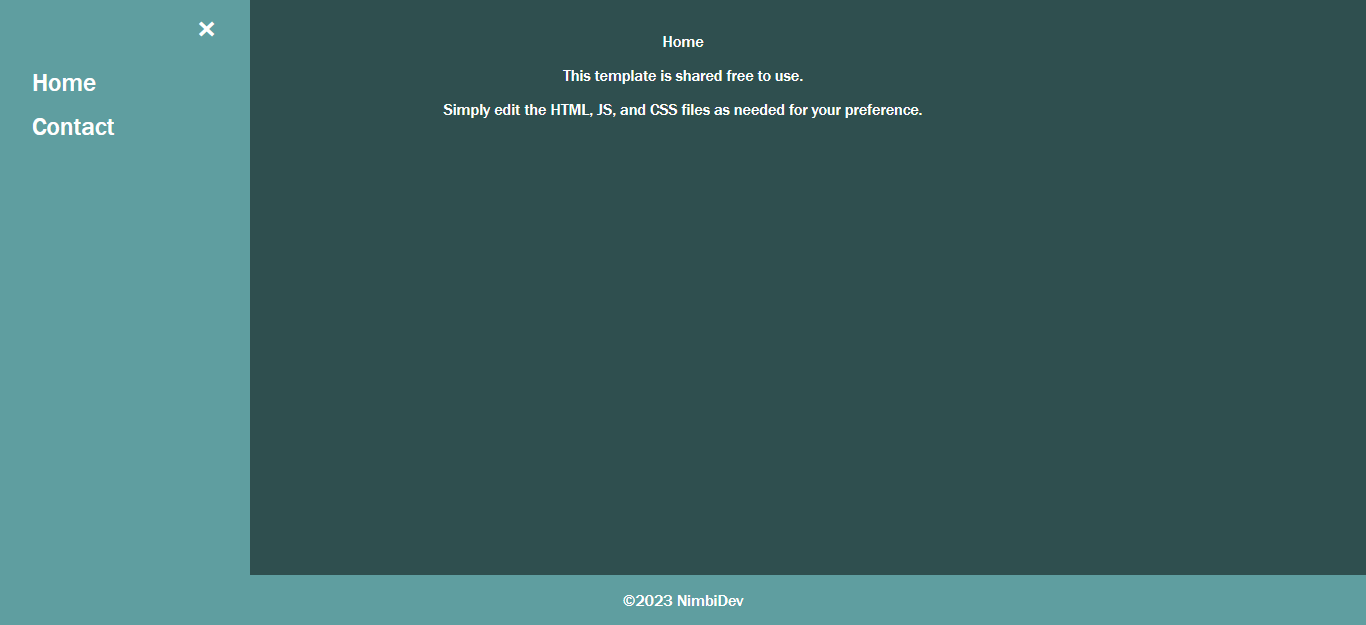 ×
Home
Contact
Home
This template is shared free to use.
Simply edit the HTML, JS, and CSS files as needed for your preference.
©2023 NimbiDev